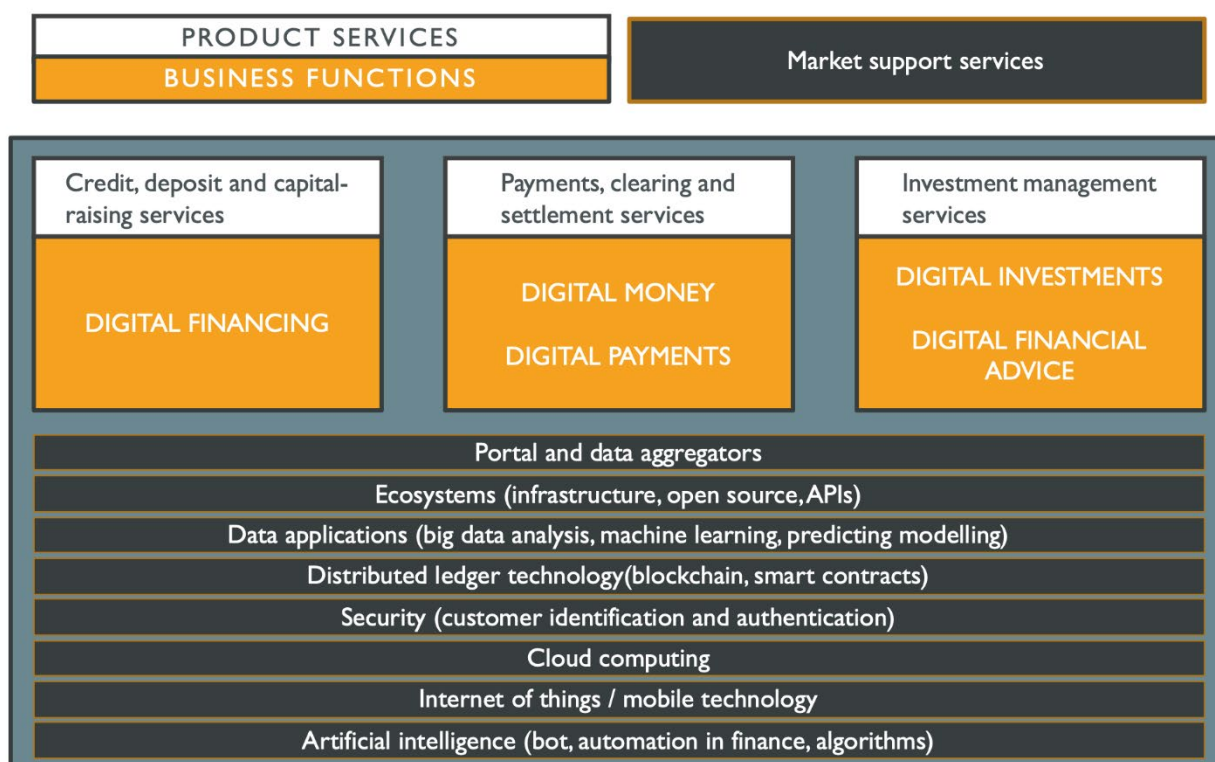 PRODUCT SERVICES
BUSINESS FUNCTIONS
Market support services
Credit, deposit and capital-
raising services
DIGITAL FINANCING
Payments, clearing and
settlement services
DIGITAL MONEY
DIGITAL PAYMENTS
Investment management
services
DIGITAL INVESTMENTS
DIGITAL FINANCIAL
ADVICE
Portal and data aggregators
Ecosystems (infrastructure, open source, APIs)
Data applications (big data analysis, machine learning, predicting modelling)
Distributed ledger technology(blockchain, smart contracts)
Security (customer identification and authentication)
Cloud computing
Internet of things / mobile technology
Artificial intelligence (bot, automation in finance, algorithms)